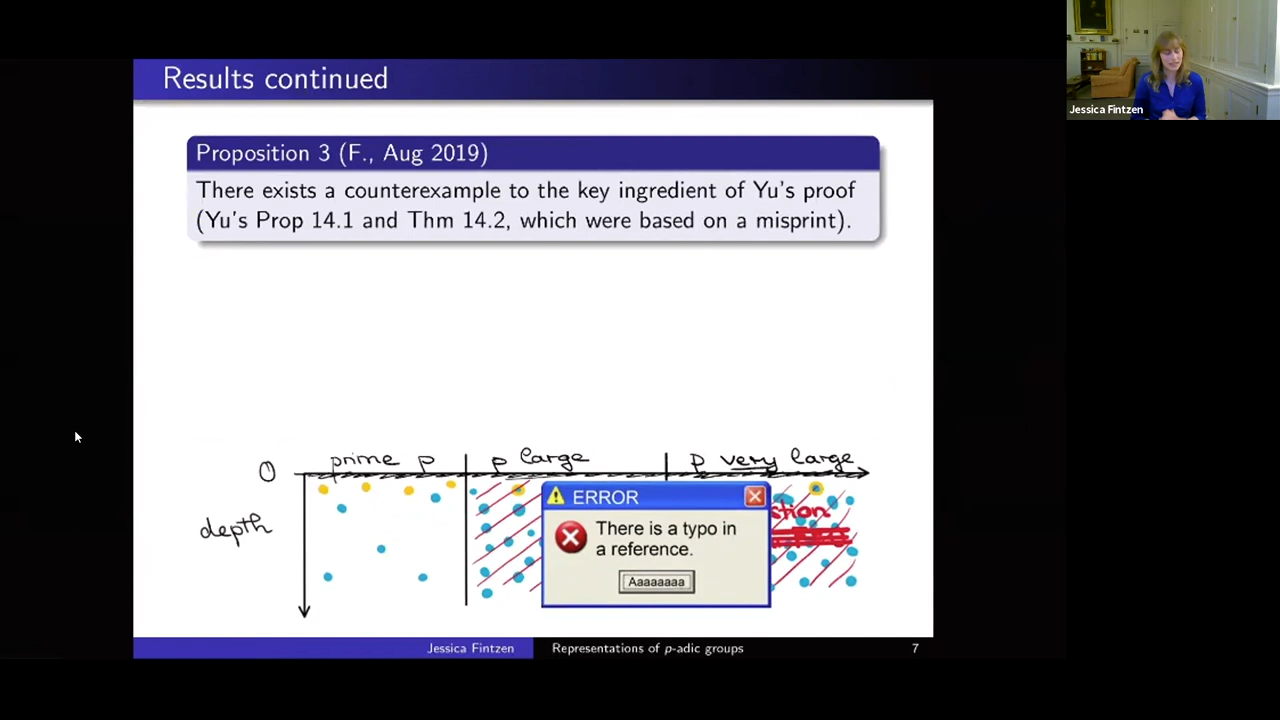 Results continued
Jessica Fintzen
Proposition 3 (F., Aug 2019)
There exists a counterexample to the key ingredient of Yu's proof
(Yu's Prop 14.1 and Thm 14.2, which were based on a misprint).
0 prime p p large p very large
depth
ERROR
There is a typo in
a reference.
Aaaaaaaa
stion
Jessica Fintzen Representations of p-adic groups 7